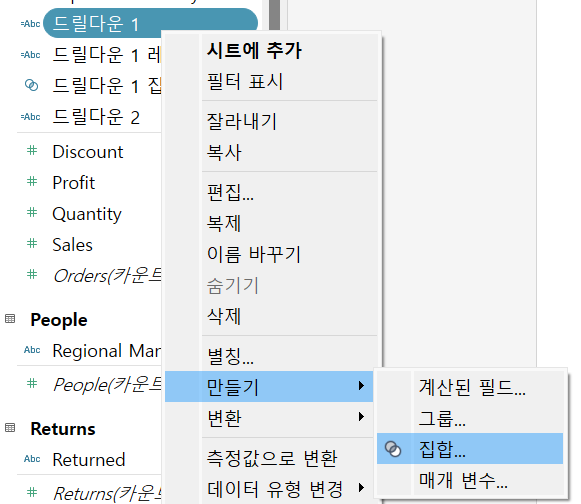 Abc 드릴다운 1
Abc 드릴다운 1 레
드릴다운 1 집
Abc 드릴다운 2
Discount
Profit
Quantity
Sales
Orders(카운트
People
Abc Regional Mar
People(카운트
Returns
Abc Returned
Returns(카운트
시트에 추가
필터 표시
잘라내기
복사
편집...
복제
이름 바꾸기
숨기기
삭제
별칭...
만들기
변환
측정값으로 변환
데이터 유형 변경
계산된 필드...
그룹...
집합...
매개 변수...